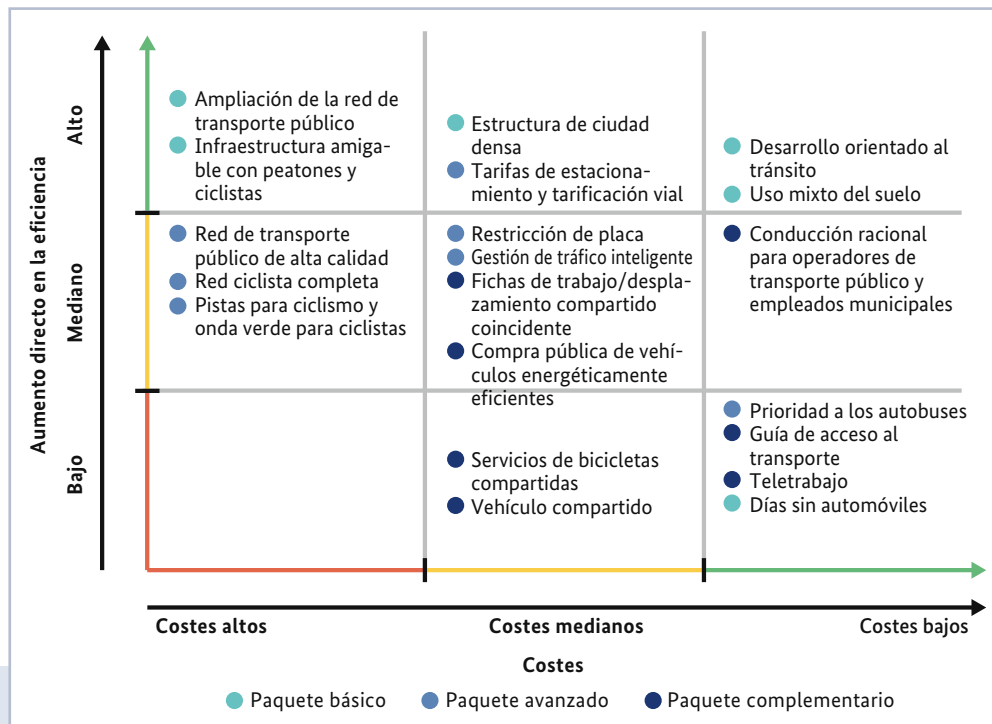 Aumento directo en la eficiencia
Alto
Mediano
Bajo
Ampliación de la red de
transporte público
Infraestructura amiga-
ble con peatones y
ciclistas
Estructura de ciudad
densa
Tarifas de estaciona-
miento y tarificación vial
Desarrollo orientado al
tránsito
Uso mixto del suelo
Red de transporte
público de alta calidad
Red ciclista completa
Pistas para ciclismo y
onda verde para ciclistas
Restricción de placa
Gestión de tráfico inteligente
Fichas de trabajo/despla-
zamiento compartido
coincidente
Compra pública de vehí-
culos energéticamente
eficientes
Conducción racional
para operadores de
transporte público y
empleados municipales
Servicios de bicicletas
compartidas
Vehículo compartido
Prioridad a los autobuses
Guía de acceso al
transporte
Teletrabajo
Días sin automóviles
Costes altos
Costes medianos
Costes bajos
Costes
Paquete básico
Paquete avanzado
Paquete complementario